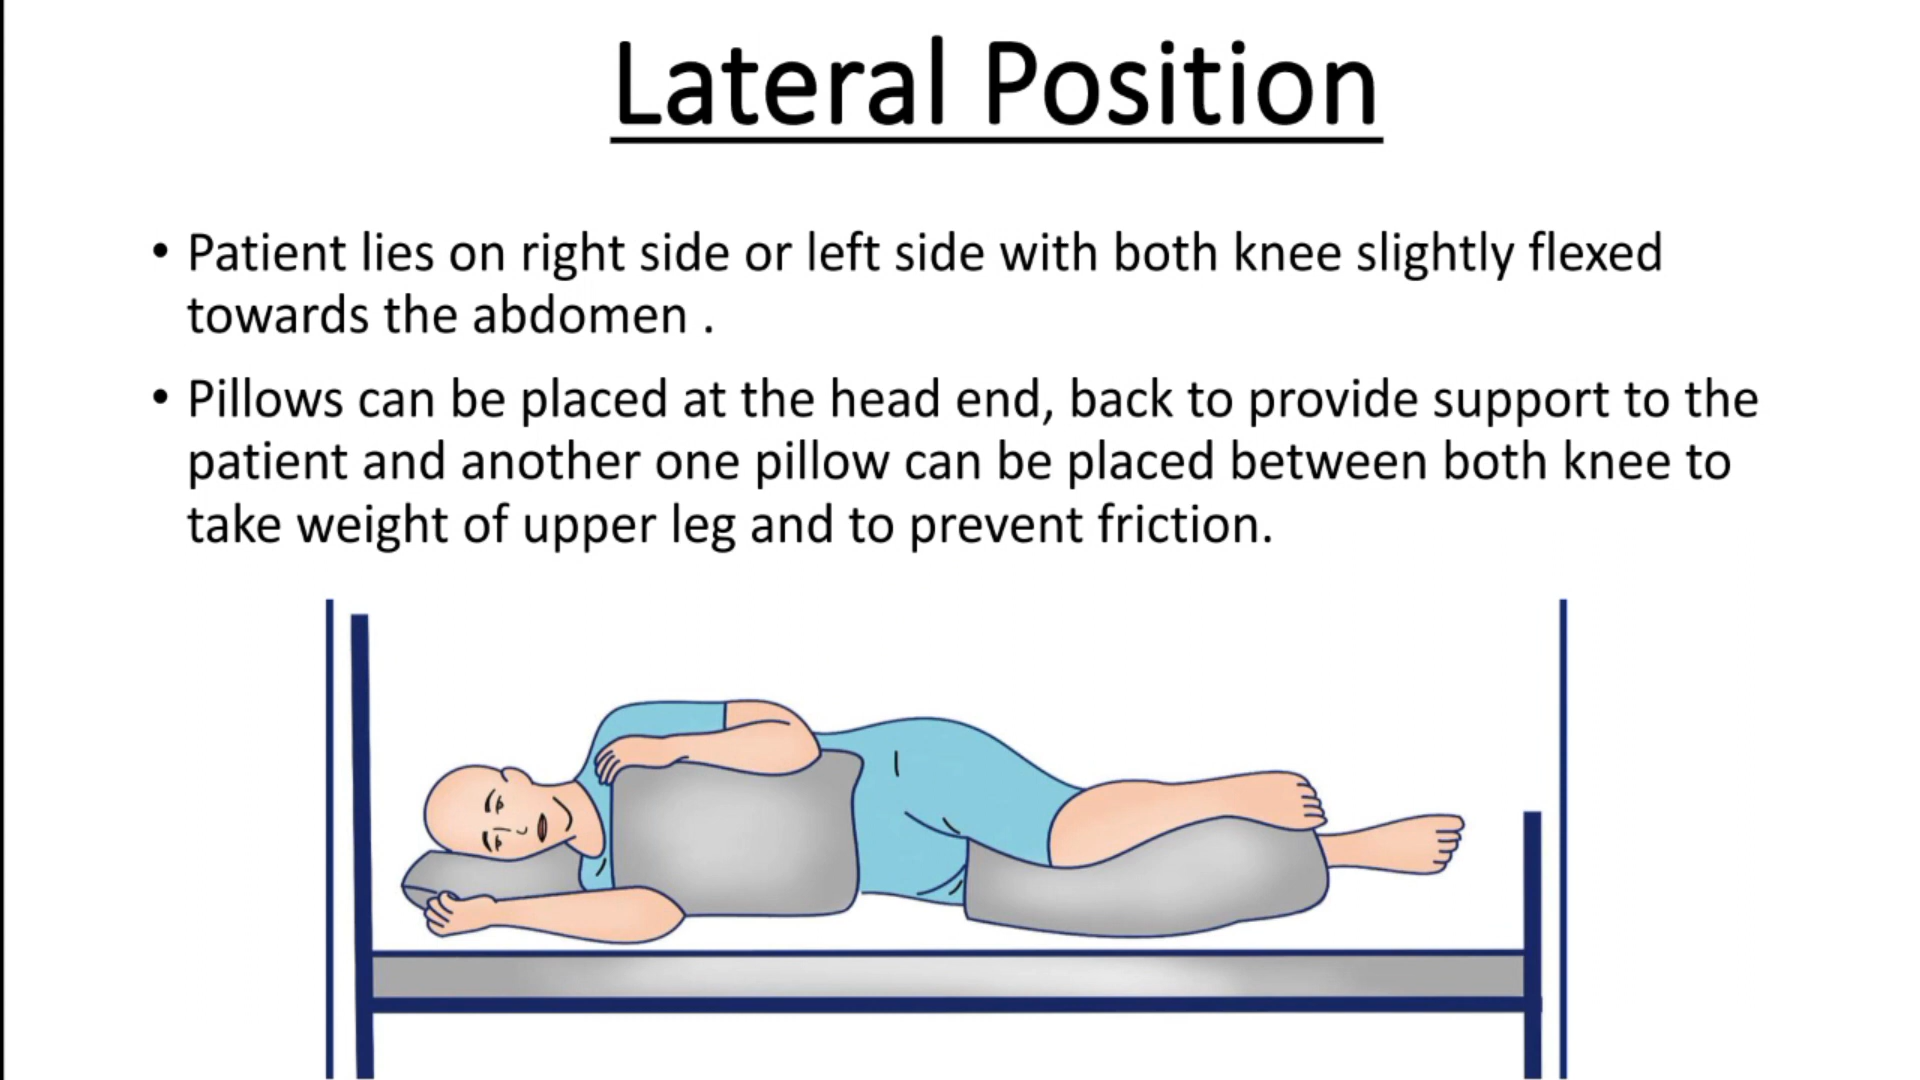 Lateral Position
• Patient lies on right side or left side with both knee slightly flexed
towards the abdomen .
• Pillows can be placed at the head end, back to provide support to the
patient and another one pillow can be placed between both knee to
take weight of upper leg and to prevent friction.